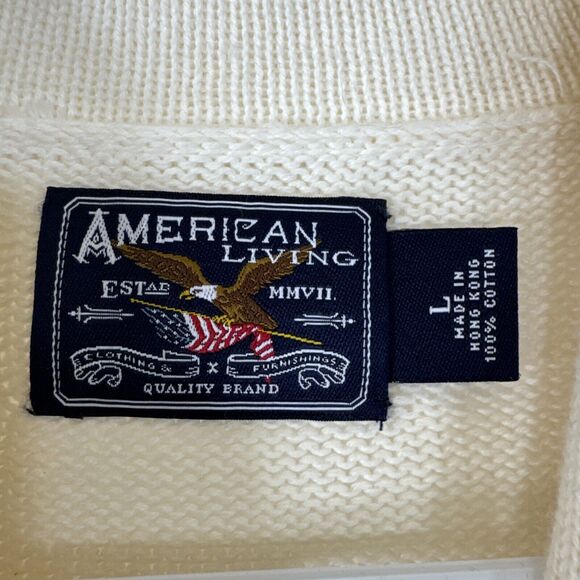 AMERICAN
LIVING
ESTAB MMVII.
CLOTHING & FURNISHINGS
QUALITY BRAND
L
MADE IN
HONG KONG
100% COTTON